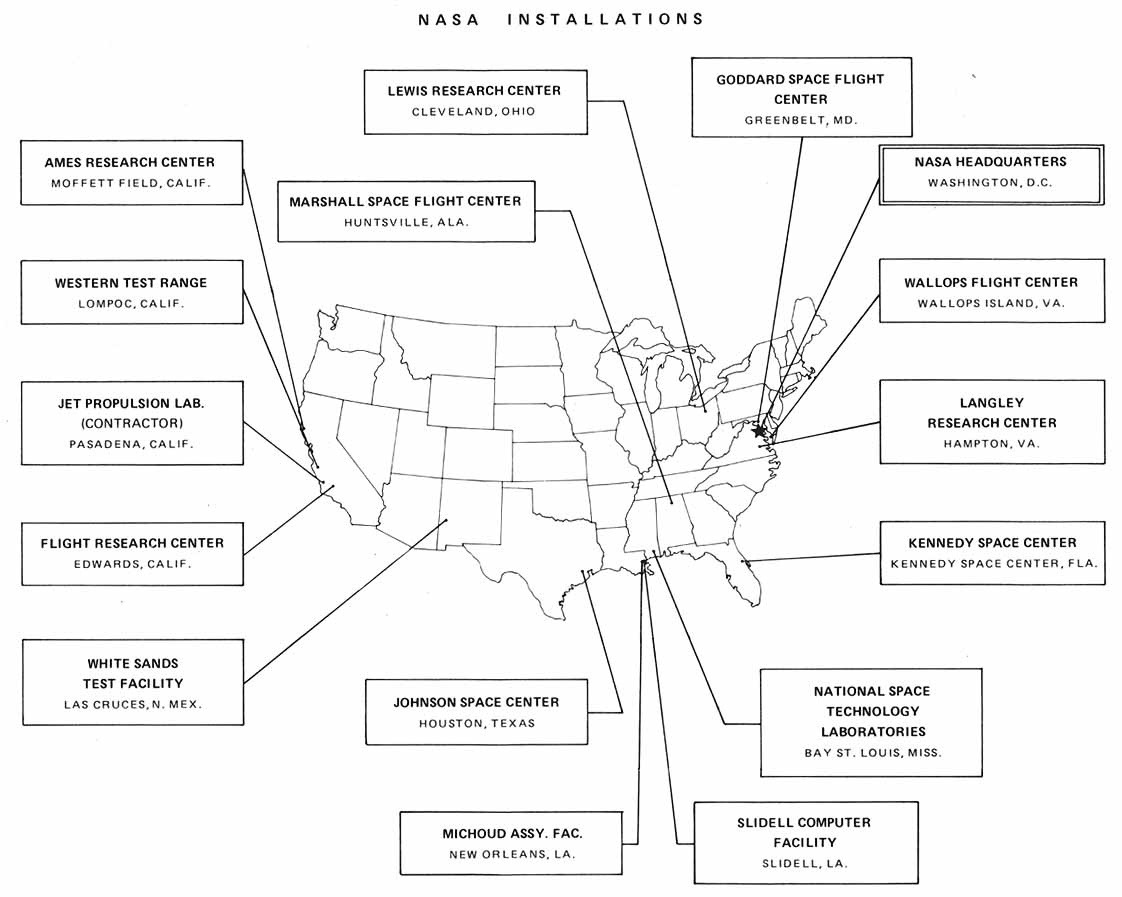 NASA INSTALLATIONS
LEWIS RESEARCH CENTER
CLEVELAND, OHIO
GODDARD SPACE FLIGHT
CENTER
GREENBELT, MD.
AMES RESEARCH CENTER
MOFFETT FIELD, CALIF.
NASA HEADQUARTERS
WASHINGTON, D.C.
MARSHALL SPACE FLIGHT CENTER
HUNTSVILLE, ALA.
WESTERN TEST RANGE
LOMPOC, CALIF.
WALLOPS FLIGHT CENTER
WALLOPS ISLAND, VA.
JET PROPULSION LAB.
(CONTRACTOR)
PASADENA, CALIF.
LANGLEY
RESEARCH CENTER
HAMPTON, VA.
FLIGHT RESEARCH CENTER
EDWARDS, CALIF.
KENNEDY SPACE CENTER
KENNEDY SPACE CENTER, FLA.
WHITE SANDS
TEST FACILITY
LAS CRUCES, N. MEX.
JOHNSON SPACE CENTER
HOUSTON, TEXAS
NATIONAL SPACE
TECHNOLOGY
LABORATORIES
BAY ST. LOUIS, MISS.
MICHOUD ASSY. FAC.
NEW ORLEANS, LA.
SLIDELL COMPUTER
FACILITY
SLIDELL, LA.